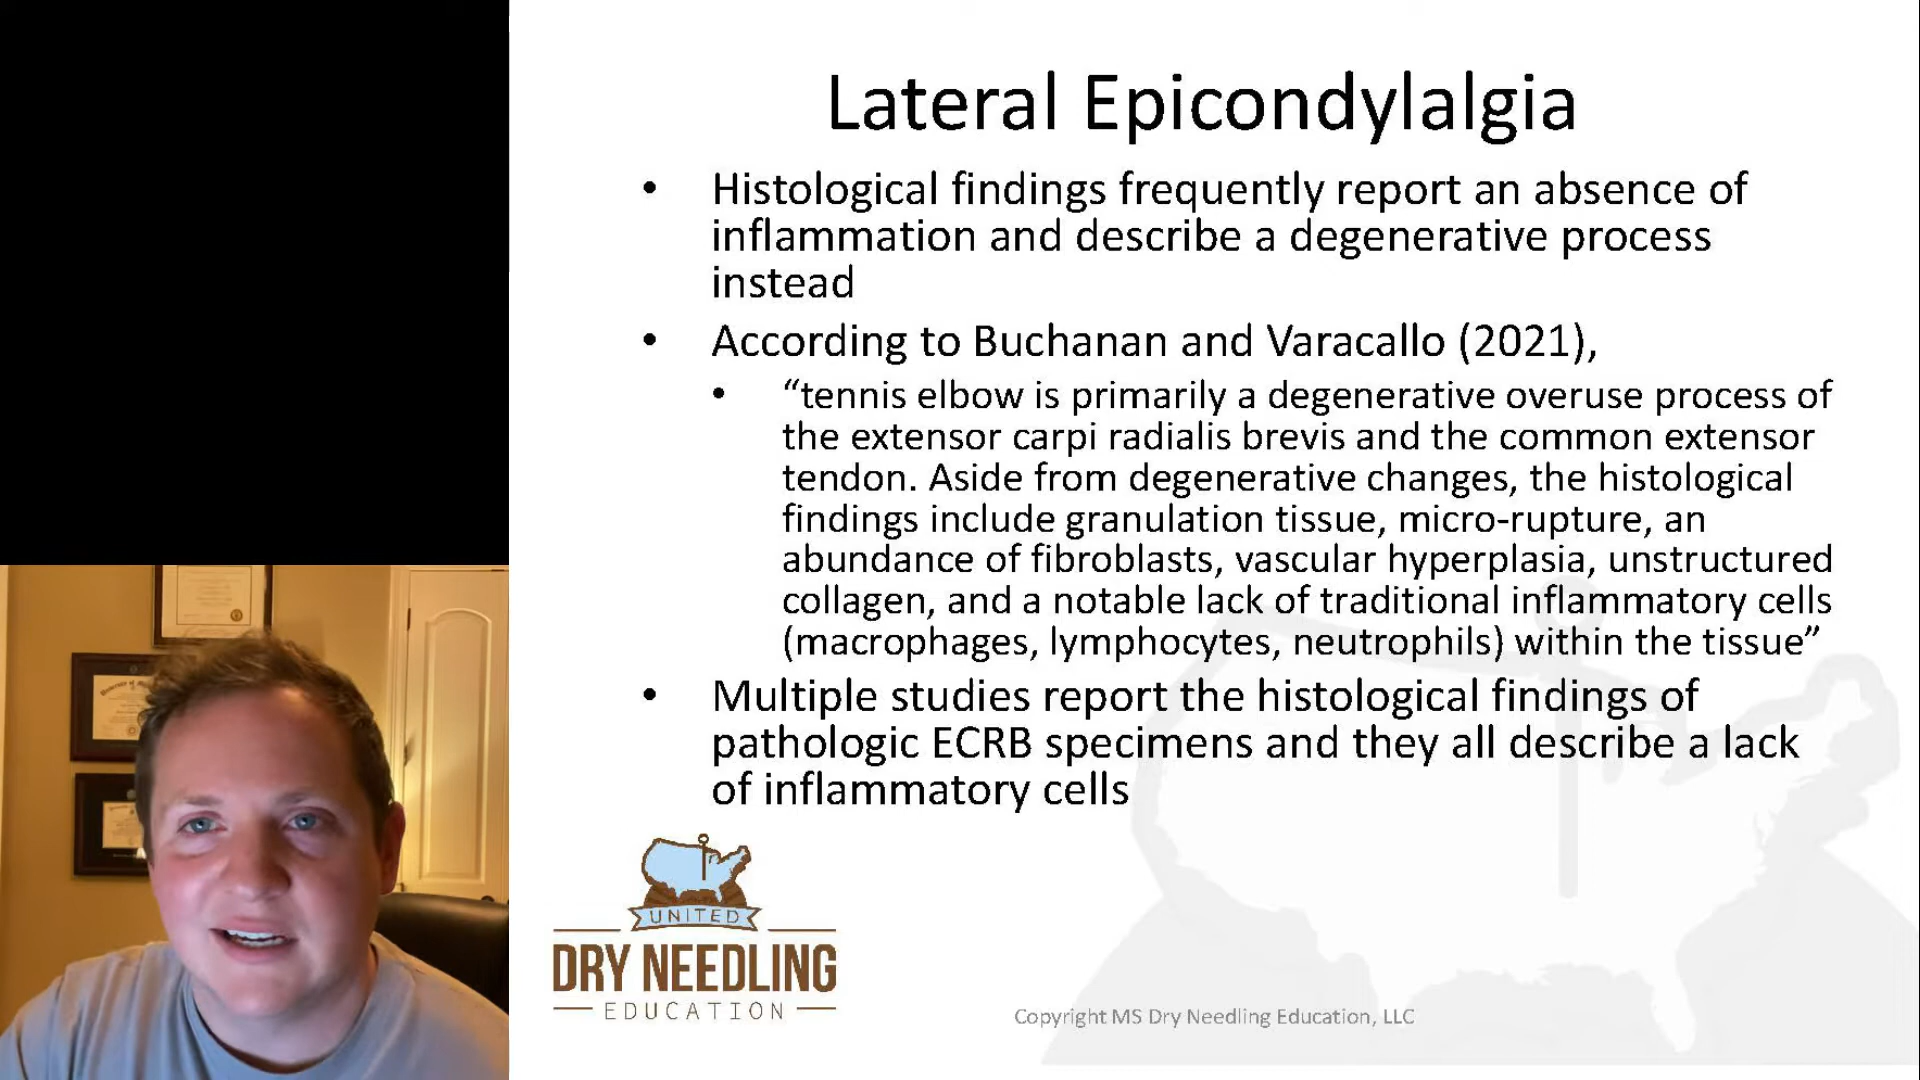 Lateral Epicondylalgia
• Histological findings frequently report an absence of
inflammation and describe a degenerative process
instead
• According to Buchanan and Varacallo (2021),
• “tennis elbow is primarily a degenerative overuse process of
the extensor carpi radialis brevis and the common extensor
tendon. Aside from degenerative changes, the histological
findings include granulation tissue, micro-rupture, an
abundance of fibroblasts, vascular hyperplasia, unstructured
collagen, and a notable lack of traditional inflammatory cells
(macrophages, lymphocytes, neutrophils) within the tissue”
• Multiple studies report the histological findings of
pathologic ECRB specimens and they all describe a lack
of inflammatory cells
UNITED
DRY NEEDLING
EDUCATION
Copyright MS Dry Needling Education, LLC